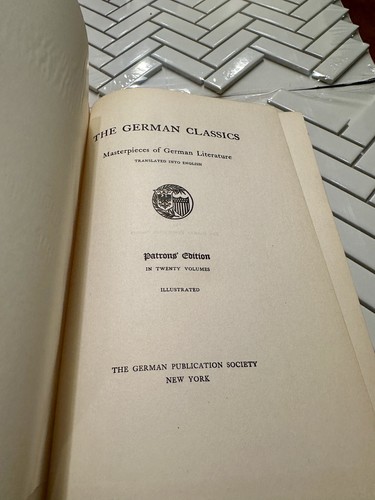 THE GERMAN CLASSICS
Masterpieces of German Literature
TRANSLATED INTO ENGLISH
Patrons' Edition
IN TWENTY VOLUMES
ILLUSTRATED
THE GERMAN PUBLICATION SOCIETY
NEW YORK